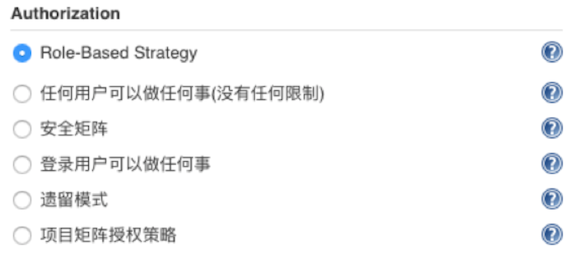 Authorization
Role-Based Strategy
任何用户可以做任何事(没有任何限制)
安全矩阵
登录用户可以做任何事
遗留模式
项目矩阵授权策略